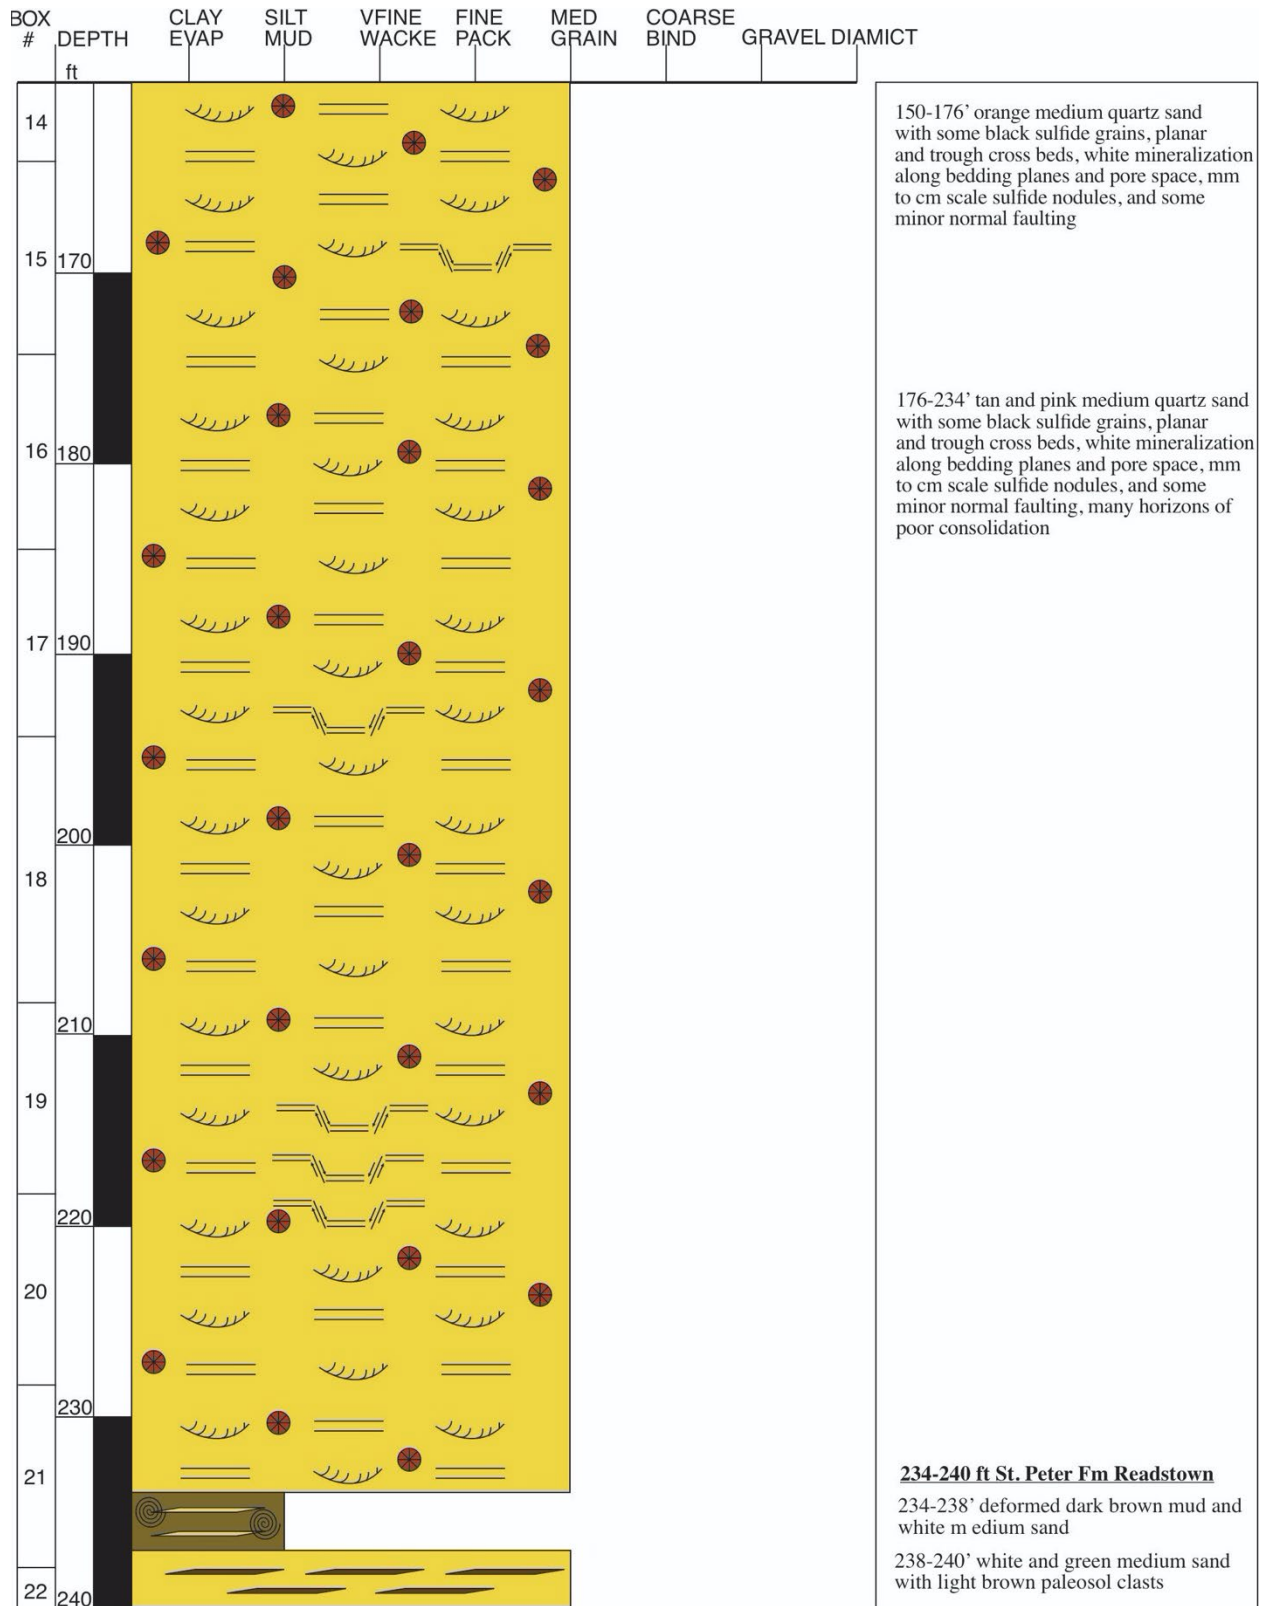 BOX CLAY SILT VFINE FINE MED COARSE
# DEPTH EVAP MUD WACKE PACK GRAIN BIND GRAVEL DIAMICT
ft
14
15
170
16
180
17
190
200
18
210
19
220
20
230
21
22
240
150-176’ orange medium quartz sand
with some black sulfide grains, planar
and trough cross beds, white mineralization
along bedding planes and pore space, mm
to cm scale sulfide nodules, and some
minor normal faulting
176-234’ tan and pink medium quartz sand
with some black sulfide grains, planar
and trough cross beds, white mineralization
along bedding planes and pore space, mm
to cm scale sulfide nodules, and some
minor normal faulting, many horizons of
poor consolidation
234-240 ft St. Peter Fm Readstown
234-238’ deformed dark brown mud and
white m edium sand
238-240’ white and green medium sand
with light brown paleosol clasts